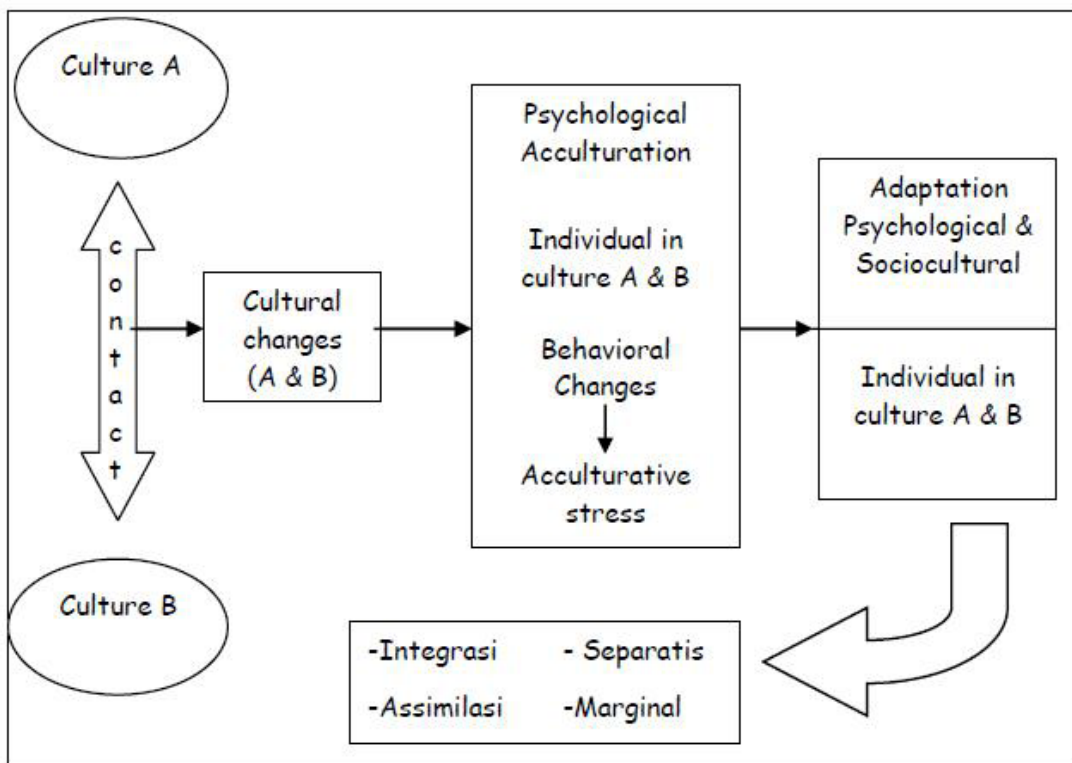 Culture A
contact
Culture B
Cultural
changes
(A & B)
Psychological
Acculturation
Individual in
culture A & B
Behavioral
Changes
Acculturative
stress
Adaptation
Psychological &
Sociocultural
Individual in
culture A & B
-Integrasi - Separatis
-Assimilasi -Marginal